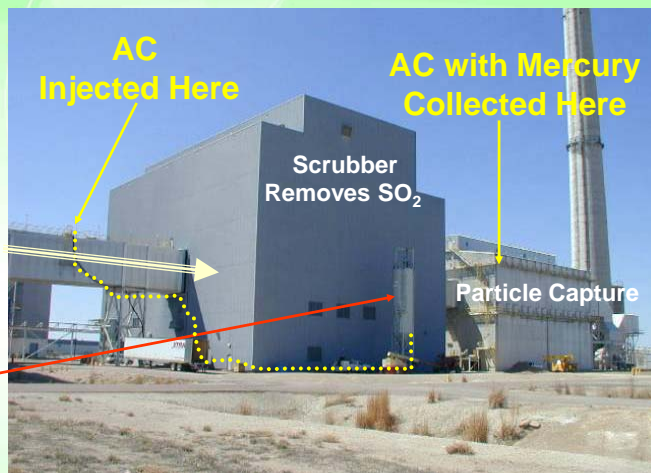 AC
Injected Here
AC with Mercury
Collected Here
Scrubber
Removes SO₂
Particle Capture